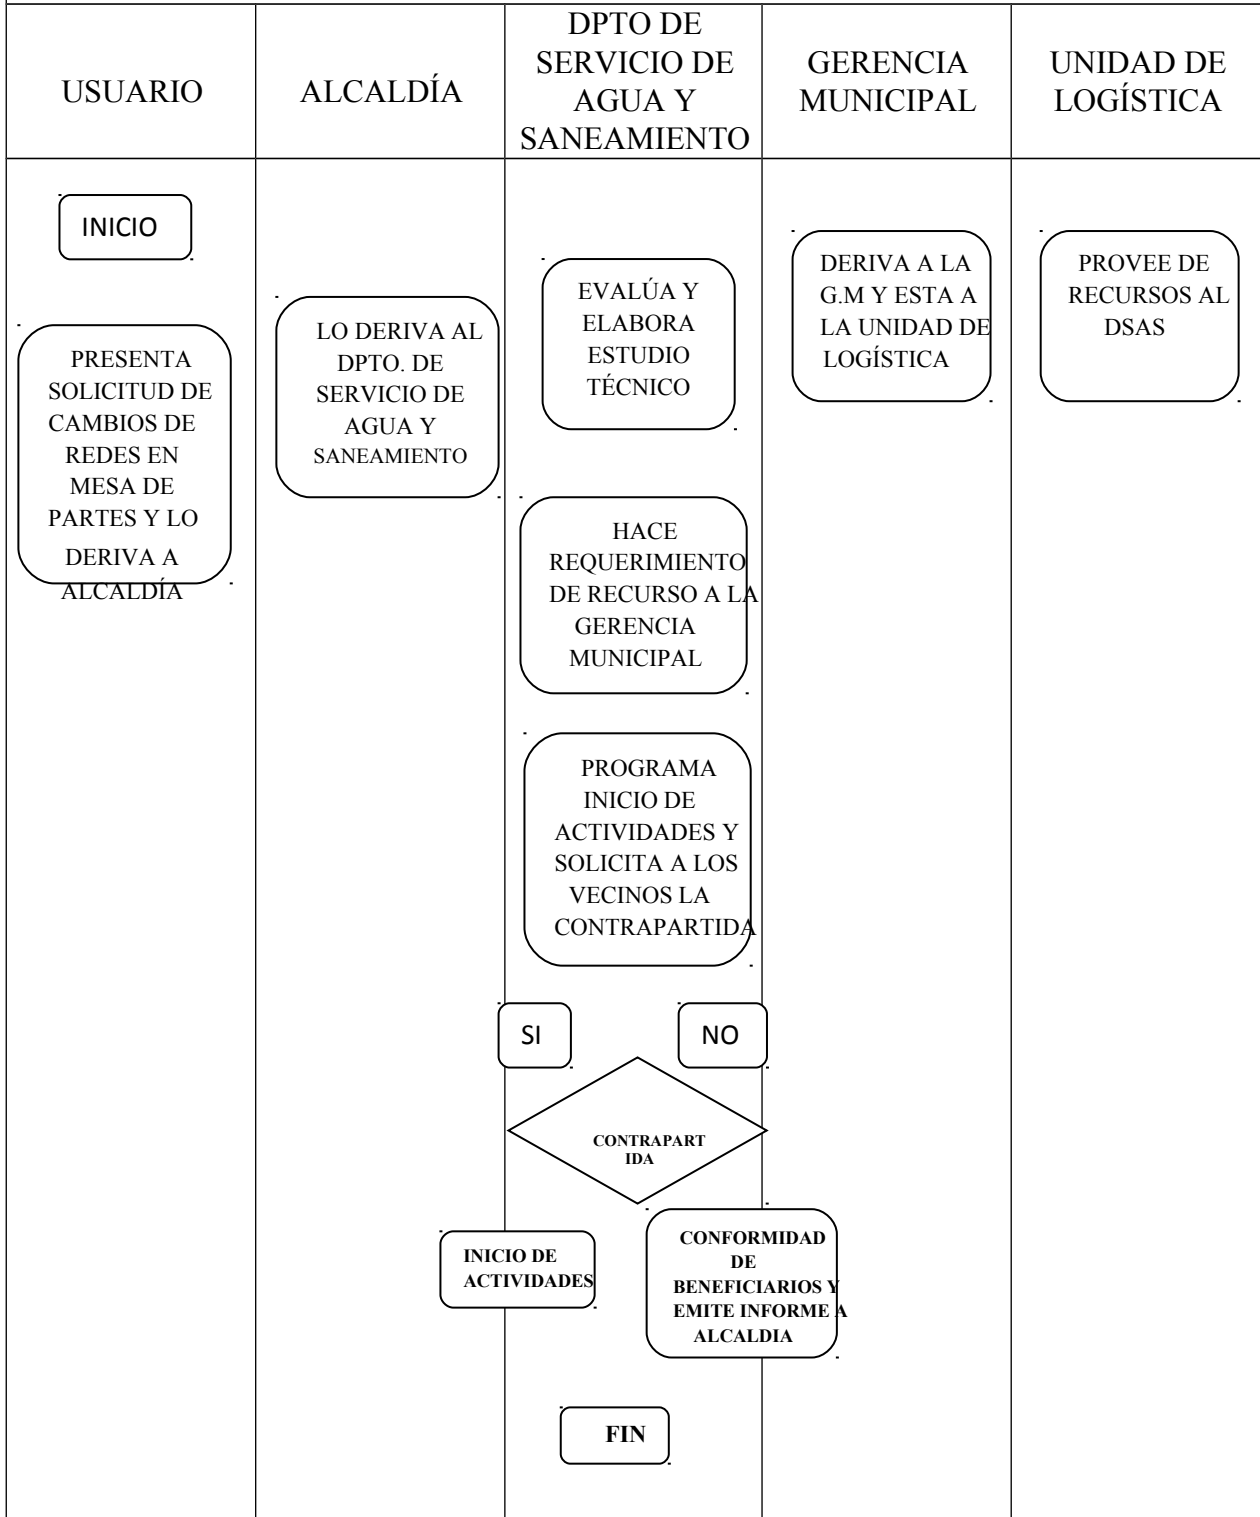 USUARIO
ALCALDÍA
DPTO DE
SERVICIO DE
AGUA Y
SANEAMIENTO
GERENCIA
MUNICIPAL
UNIDAD DE
LOGÍSTICA
INICIO
PRESENTA
SOLICITUD DE
CAMBIOS DE
REDES EN
MESA DE
PARTES Y LO
DERIVA A
ALCALDÍA
LO DERIVA AL
DPTO. DE
SERVICIO DE
AGUA Y
SANEAMIENTO
EVALÚA Y
ELABORA
ESTUDIO
TÉCNICO
DERIVA A LA
G.M Y ESTA A
LA UNIDAD DE
LOGÍSTICA
PROVEE DE
RECURSOS AL
DSAS
HACE
REQUERIMIENTO
DE RECURSO A LA
GERENCIA
MUNICIPAL
PROGRAMA
INICIO DE
ACTIVIDADES Y
SOLICITA A LOS
VECINOS LA
CONTRAPARTIDA
SI
NO
CONTRAPART
IDA
INICIO DE
ACTIVIDADES
CONFORMIDAD
DE
BENEFICIARIOS Y
EMITE INFORME A
ALCALDIA
FIN